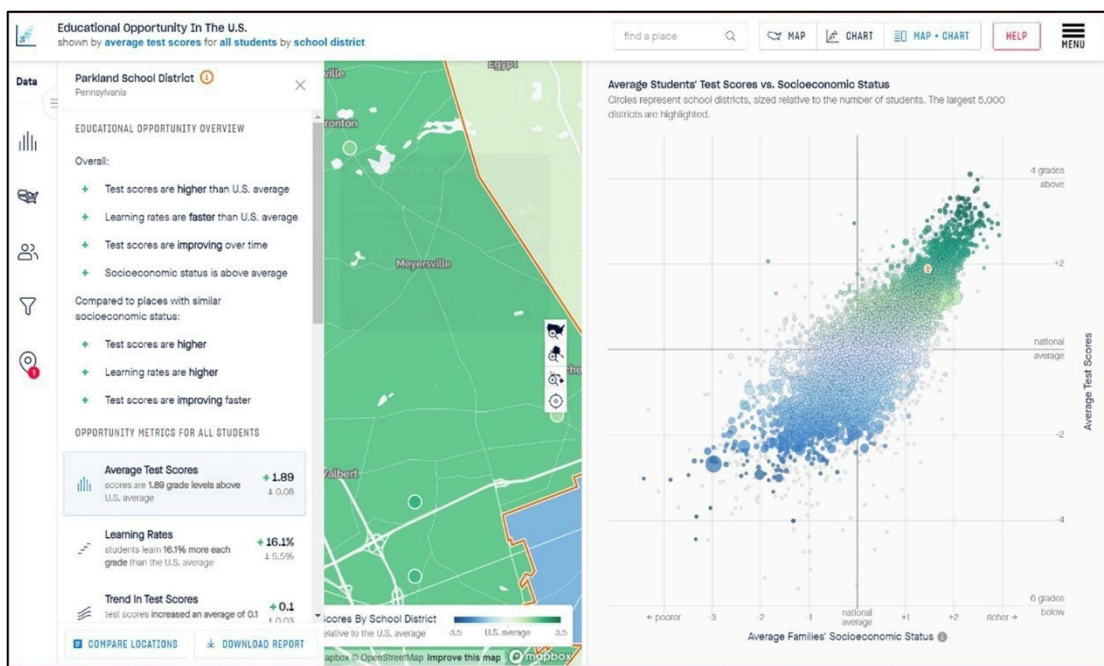 Educational Opportunity In The U.S.
shown by average test scores for all students by school district
find a place
MAP
CHART
MAP + CHART
HELP
MENU
Data
Parkland School District
Pennsylvania
EDUCATIONAL OPPORTUNITY OVERVIEW
Overall:
+ Test scores are higher than U.S. average
+ Learning rates are faster than U.S. average
+ Test scores are improving over time
+ Socioeconomic status is above average
Compared to places with similar
socioeconomic status:
+ Test scores are higher
+ Learning rates are higher
+ Test scores are improving faster
OPPORTUNITY METRICS FOR ALL STUDENTS
Average Test Scores
scores are 1.89 grade levels above
U.S. average
+ 1.89
± 0.08
Learning Rates
students learn 16.1% more each
grade than the U.S. average
+ 16.1%
± 5.5%
Trend In Test Scores
test scores increased an average of 0.1
+ 0.1
± 0.03
COMPARE LOCATIONS
DOWNLOAD REPORT
1
ville
Egypt
ronton
Meyersville
che
Walbert
Scores By School District
relative to the U.S. average
-3.5
U.S. average
3.5
apbox © OpenStreetMap Improve this map
mapbox
Average Students' Test Scores vs. Socioeconomic Status
Circles represent school districts, sized relative to the number of students. The largest 5,000
districts are highlighted.
4 grades
above
+2
national
average
-2
-4
6 grades
below
Average Test Scores
← poorer
-3
-2
-1
national
average
+1
+2
richer →
Average Families' Socioeconomic Status